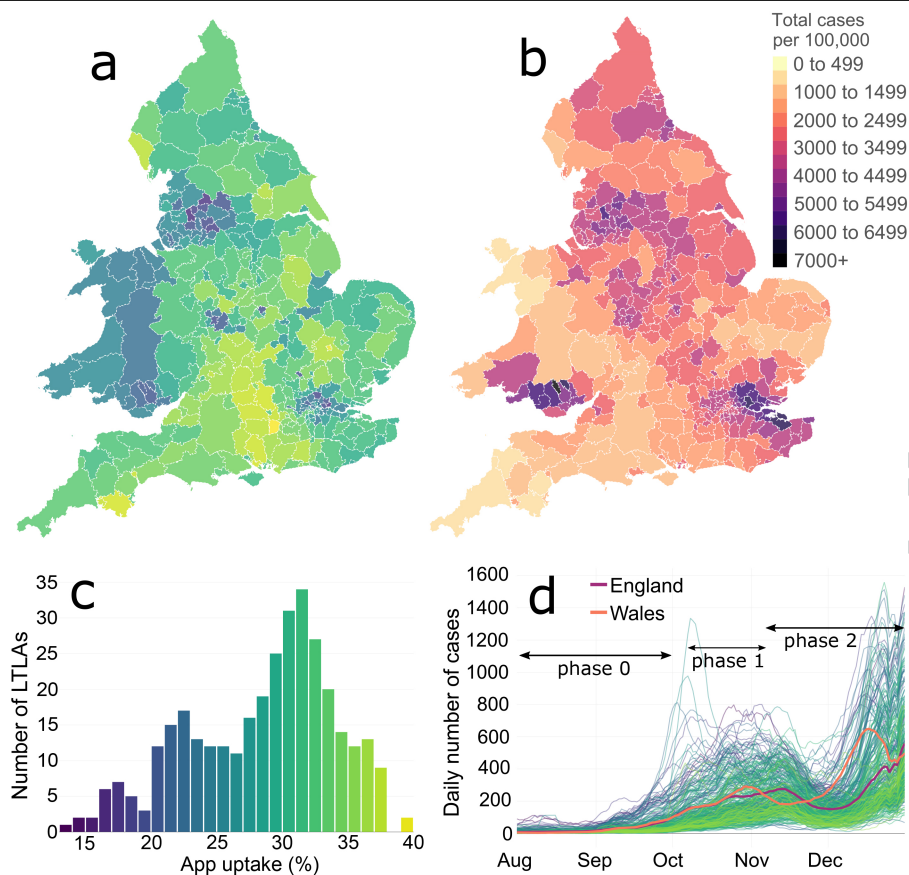 a
b
Total cases
per 100,000
0 to 499
1000 to 1499
2000 to 2499
3000 to 3499
4000 to 4499
5000 to 5499
6000 to 6499
7000+
c
Number of LTLAs
35
30
25
20
15
10
5
0
15 20 25 30 35 40
App uptake (%)
d
England
Wales
phase 0
phase 1
phase 2
Daily number of cases
1600
1400
1200
1000
800
600
400
200
0
Aug Sep Oct Nov Dec